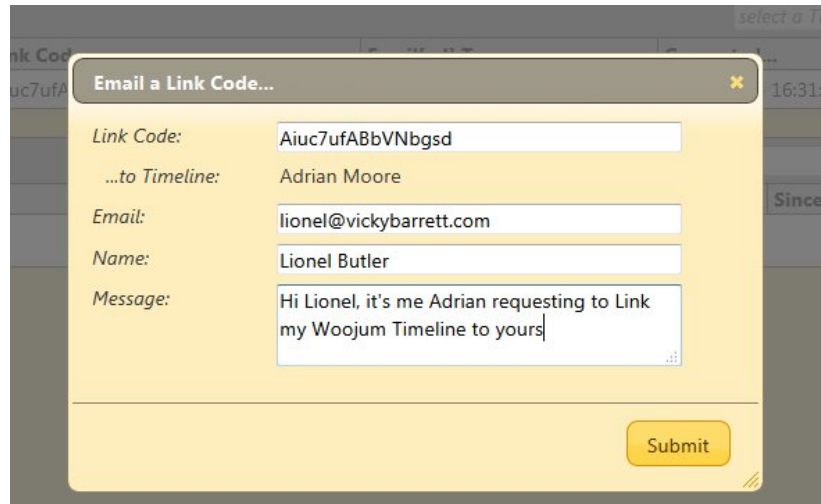 select a
nk Cod
uc7ufA
16:31:
Since
Email a Link Code...
Link Code: Aiuc7ufABbVNbgsd
...to Timeline: Adrian Moore
Email: lionel@vickybarrett.com
Name: Lionel Butler
Message: Hi Lionel, it's me Adrian requesting to Link
my Woojum Timeline to yours
Submit